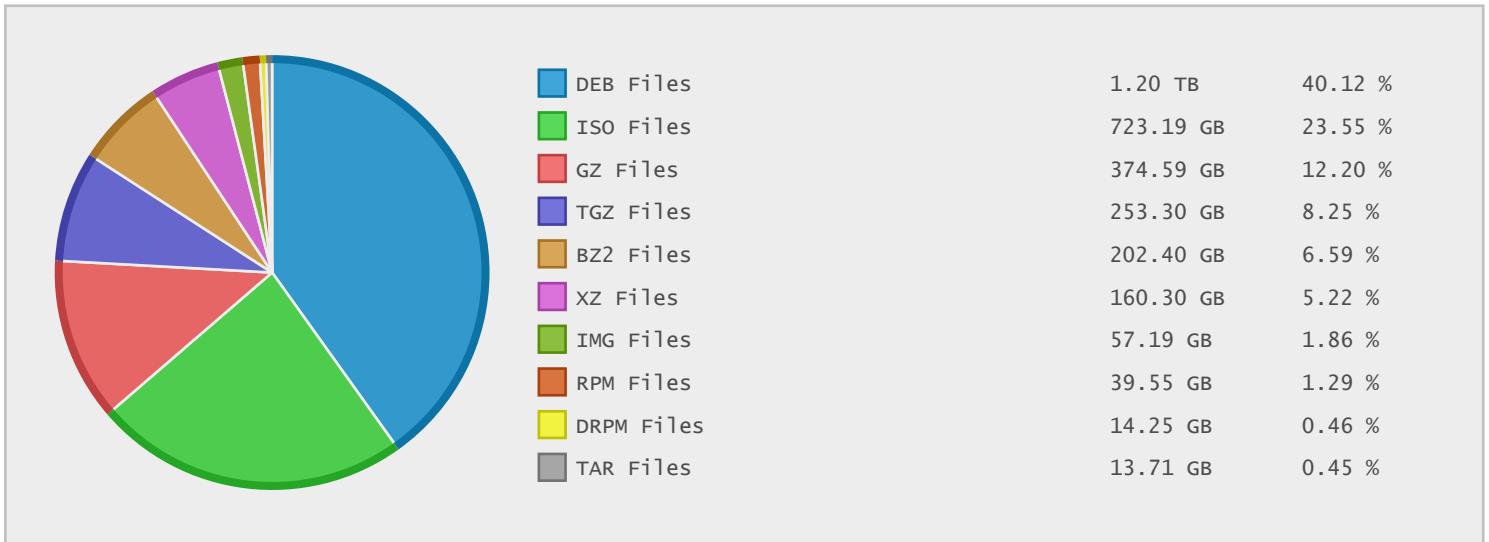 DEB Files 1.20 TB 40.12 %
ISO Files 723.19 GB 23.55 %
GZ Files 374.59 GB 12.20 %
TGZ Files 253.30 GB 8.25 %
BZ2 Files 202.40 GB 6.59 %
XZ Files 160.30 GB 5.22 %
IMG Files 57.19 GB 1.86 %
RPM Files 39.55 GB 1.29 %
DRPM Files 14.25 GB 0.46 %
TAR Files 13.71 GB 0.45 %